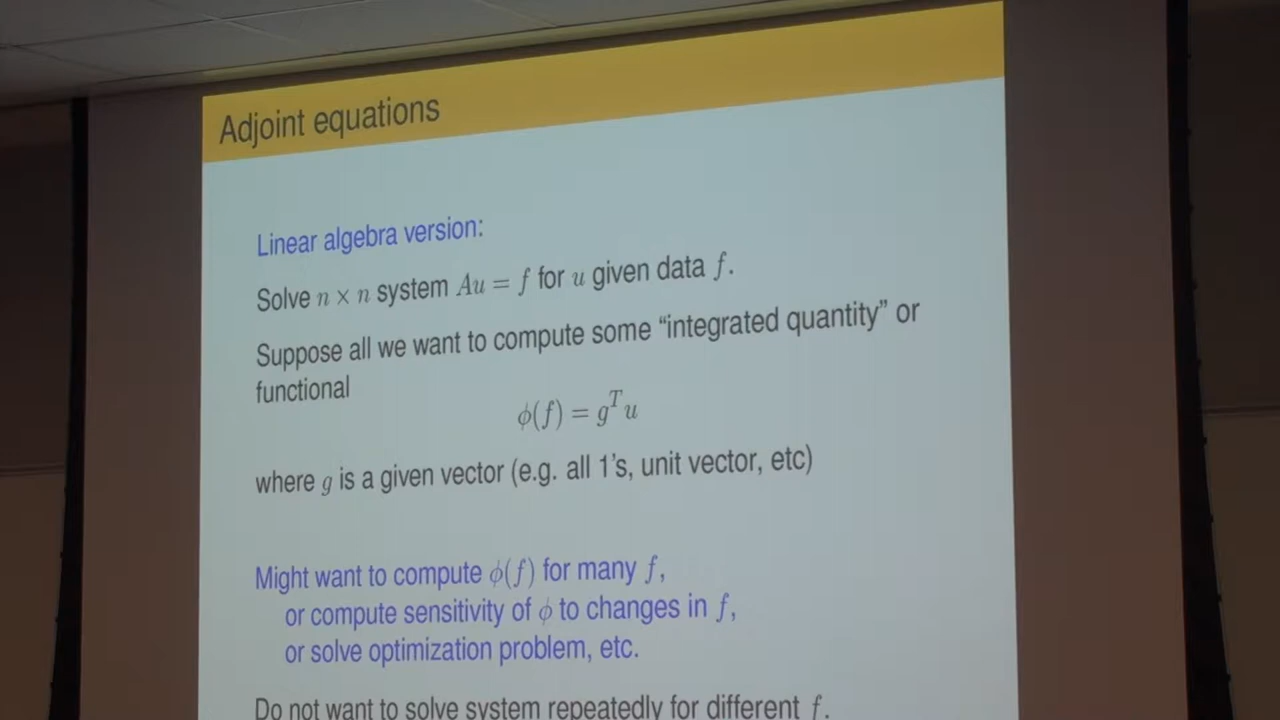 Adjoint equations
Linear algebra version:
Solve n × n system Au = f for u given data f.
Suppose all we want to compute some “integrated quantity” or
functional
ϕ(f) = gᵀu
where g is a given vector (e.g. all 1’s, unit vector, etc)
Might want to compute ϕ(f) for many f,
or compute sensitivity of ϕ to changes in f,
or solve optimization problem, etc.
Do not want to solve system repeatedly for different f.